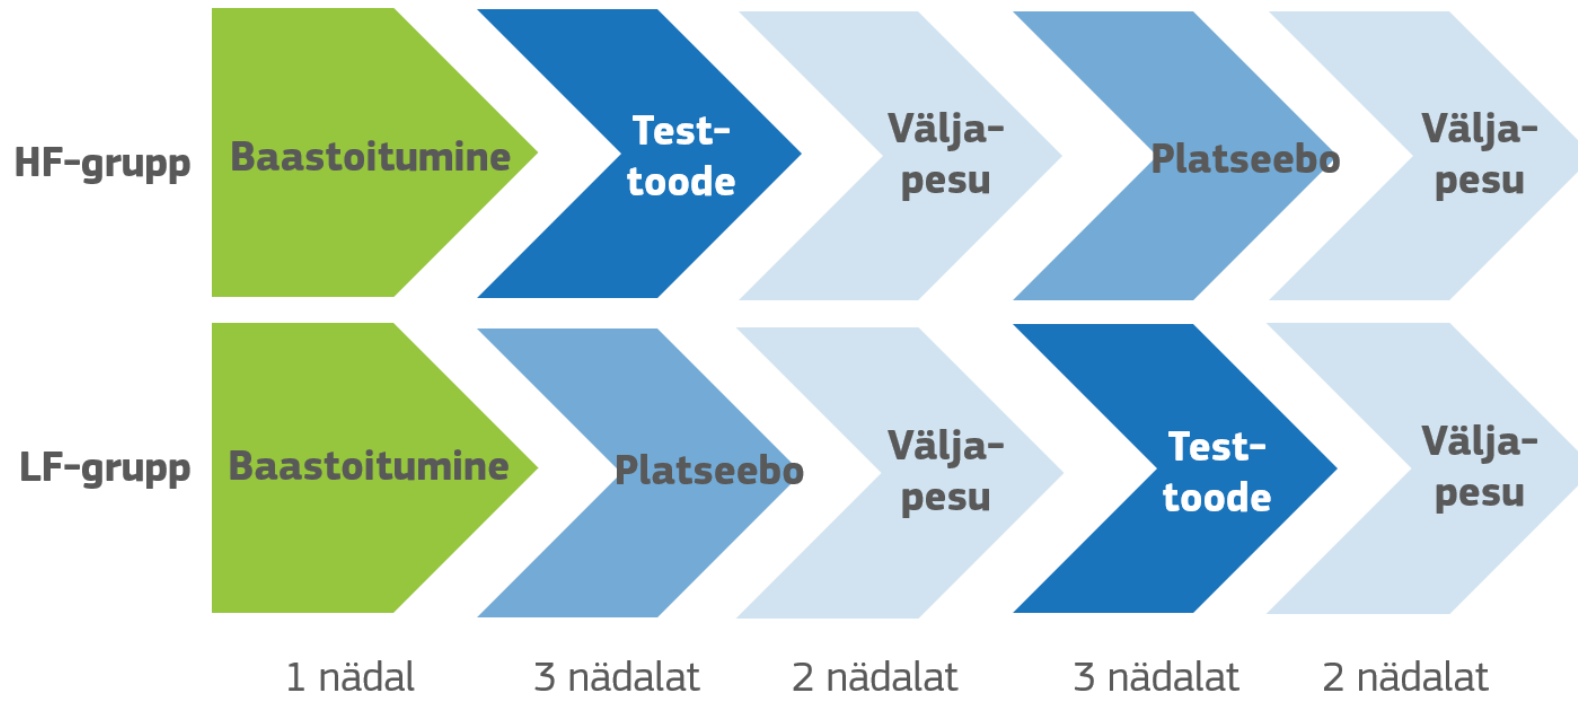 HF-grupp
Baastoitumine
Test-
toode
Välja-
pesu
Platseebo
Välja-
pesu
LF-grupp
Baastoitumine
Platseebo
Välja-
pesu
Test-
toode
Välja-
pesu
1 nädal
3 nädalat
2 nädalat
3 nädalat
2 nädalat